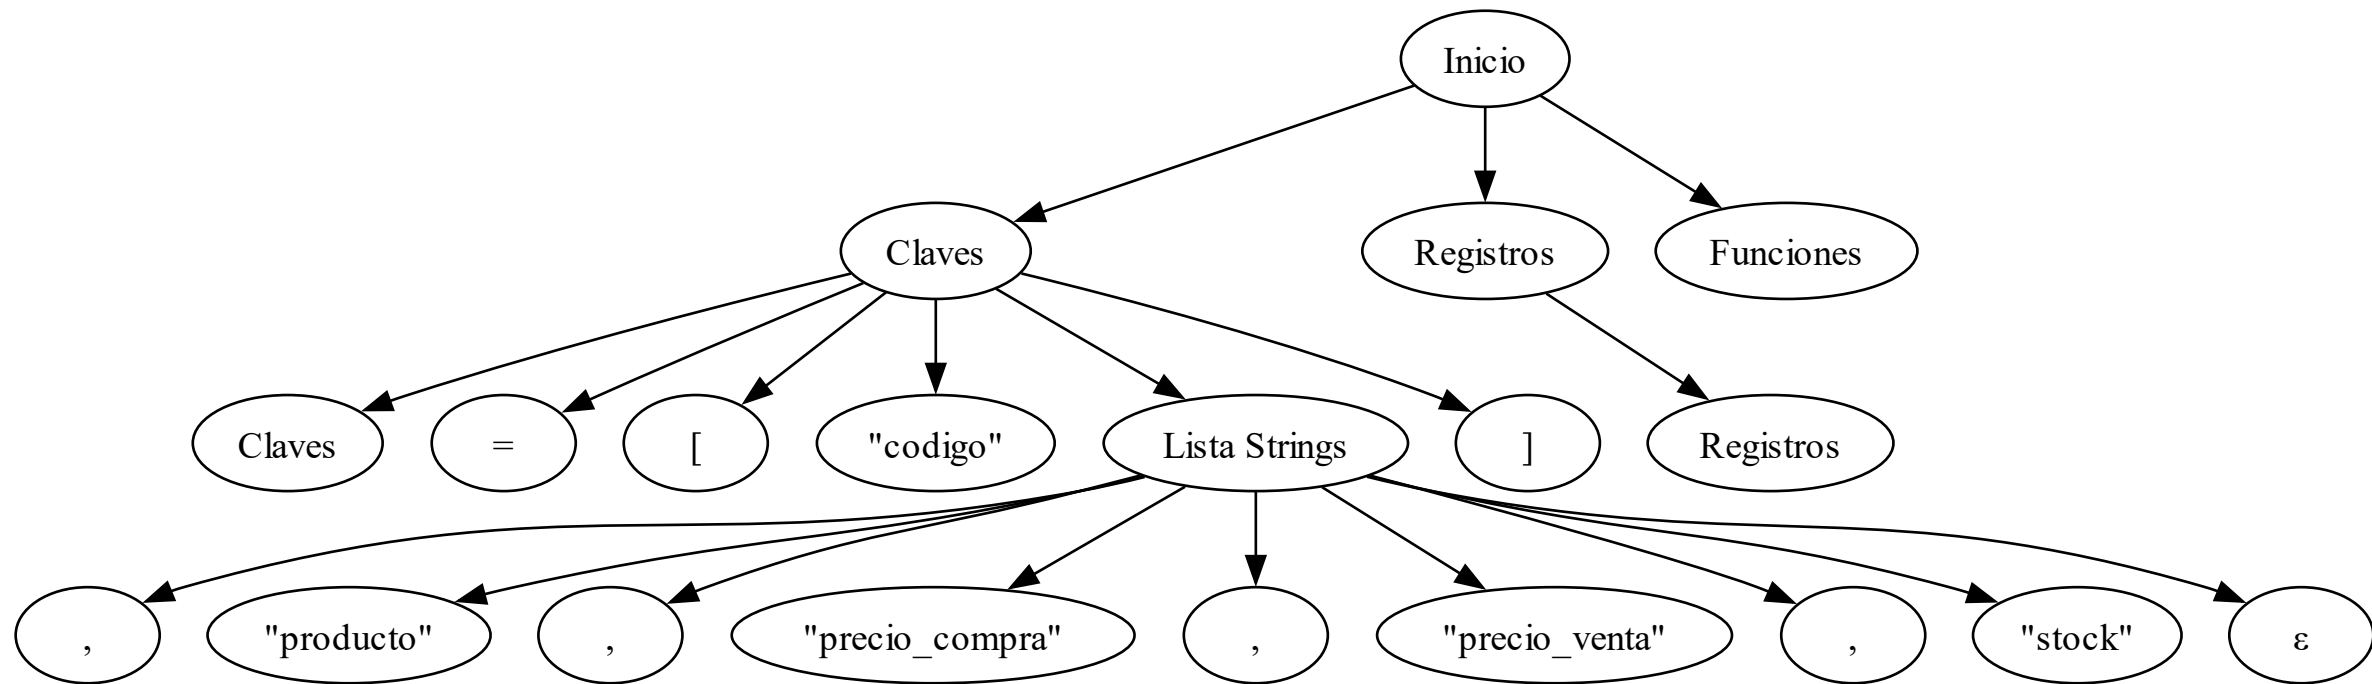 Inicio
Claves
Registros
Funciones
Claves
=
[
"codigo"
Lista Strings
]
Registros
,
"producto"
,
"precio_compra"
,
"precio_venta"
,
"stock"
ε